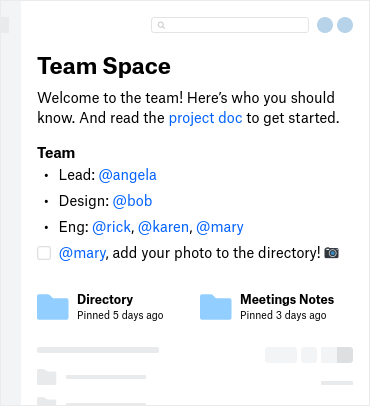 Team Space
Welcome to the team! Here’s who you should
know. And read the project doc to get started.
Team
• Lead: @angela
• Design: @bob
• Eng: @rick, @karen, @mary
@mary, add your photo to the directory! 📷
Directory
Pinned 5 days ago
Meetings Notes
Pinned 3 days ago